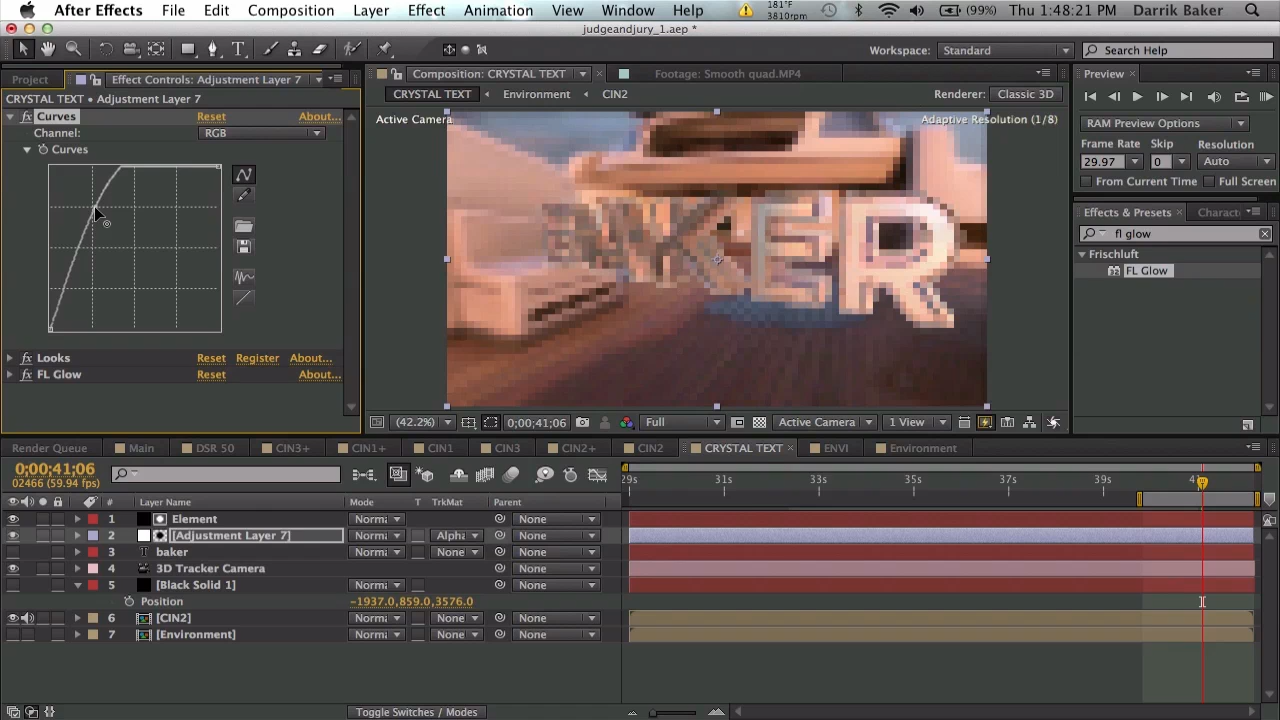 After Effects File Edit Composition Layer Effect Animation View Window Help 181°F 3810rpm (99%) Thu 1:48:21 PM Darrik Baker
judgeandjury_1.aep *
Workspace: Standard Search Help
Project Effect Controls: Adjustment Layer 7 Composition: CRYSTAL TEXT Footage: Smooth quad.MP4 Preview
CRYSTAL TEXT • Adjustment Layer 7 CRYSTAL TEXT Environment CIN2 Renderer: Classic 3D
Curves Reset About...
Active Camera Adaptive Resolution (1/8)
Channel: RGB
Curves
RAM Preview Options
Frame Rate Skip Resolution
29.97 0 Auto
From Current Time Full Screen
Effects & Presets Charact
fl glow
Frischluft
FL Glow
KER
Looks Reset Register About...
FL Glow Reset About...
(42.2%) 0;00;41;06 Full Active Camera 1 View
Render Queue Main DSR 50 CIN3+ CIN1+ CIN1 CIN3 CIN2+ CIN2 CRYSTAL TEXT ENVI Environment
0;00;41;06
02466 (59.94 fps)
29s 31s 33s 35s 37s 39s 4
# Layer Name Mode T TrkMat Parent
1 Element Norma None
2 [Adjustment Layer 7] Norma Alpha None
3 baker Norma None None
4 3D Tracker Camera
5 [Black Solid 1] Norma None
Position -1937.0,859.0,3576.0
6 [CIN2] Norma None None
7 [Environment] Norma None None
Toggle Switches / Modes